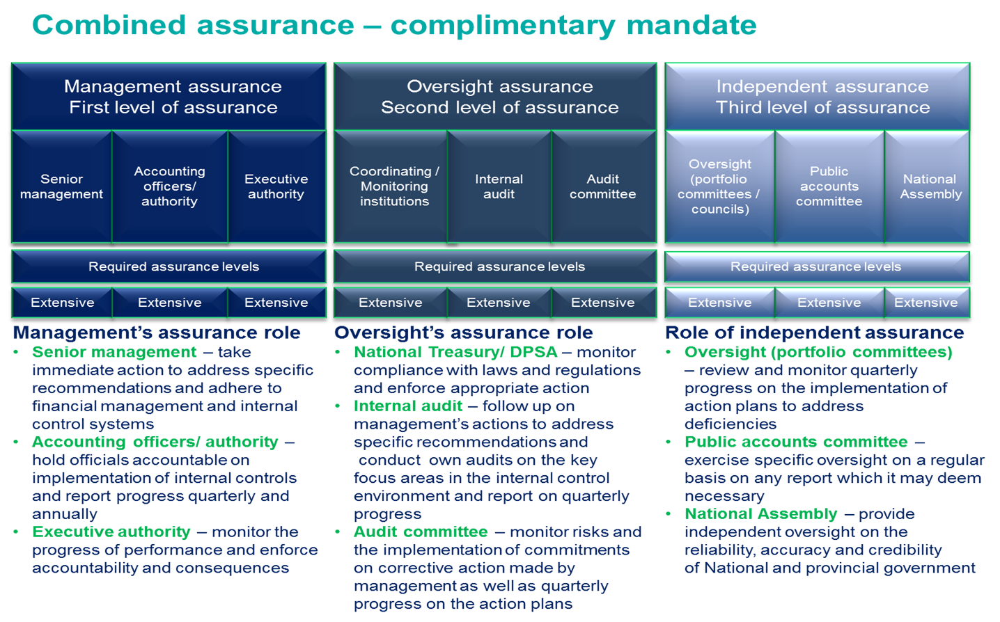 Combined assurance – complimentary mandate
Management assurance
First level of assurance
Oversight assurance
Second level of assurance
Independent assurance
Third level of assurance
Senior
management
Accounting
officers/
authority
Executive
authority
Coordinating /
Monitoring
institutions
Internal
audit
Audit
committee
Oversight
(portfolio
committees /
councils)
Public
accounts
committee
National
Assembly
Required assurance levels
Required assurance levels
Required assurance levels
Extensive
Extensive
Extensive
Extensive
Extensive
Extensive
Extensive
Extensive
Extensive
Management’s assurance role
• Senior management – take
immediate action to address specific
recommendations and adhere to
financial management and internal
control systems
• Accounting officers/ authority –
hold officials accountable on
implementation of internal controls
and report progress quarterly and
annually
• Executive authority – monitor the
progress of performance and enforce
accountability and consequences
Oversight’s assurance role
• National Treasury/ DPSA – monitor
compliance with laws and regulations
and enforce appropriate action
• Internal audit – follow up on
management’s actions to address
specific recommendations and
conduct own audits on the key
focus areas in the internal control
environment and report on quarterly
progress
• Audit committee – monitor risks and
the implementation of commitments
on corrective action made by
management as well as quarterly
progress on the action plans
Role of independent assurance
• Oversight (portfolio committees)
– review and monitor quarterly
progress on the implementation of
action plans to address
deficiencies
• Public accounts committee –
exercise specific oversight on a regular
basis on any report which it may deem
necessary
• National Assembly – provide
independent oversight on the
reliability, accuracy and credibility
of National and provincial government